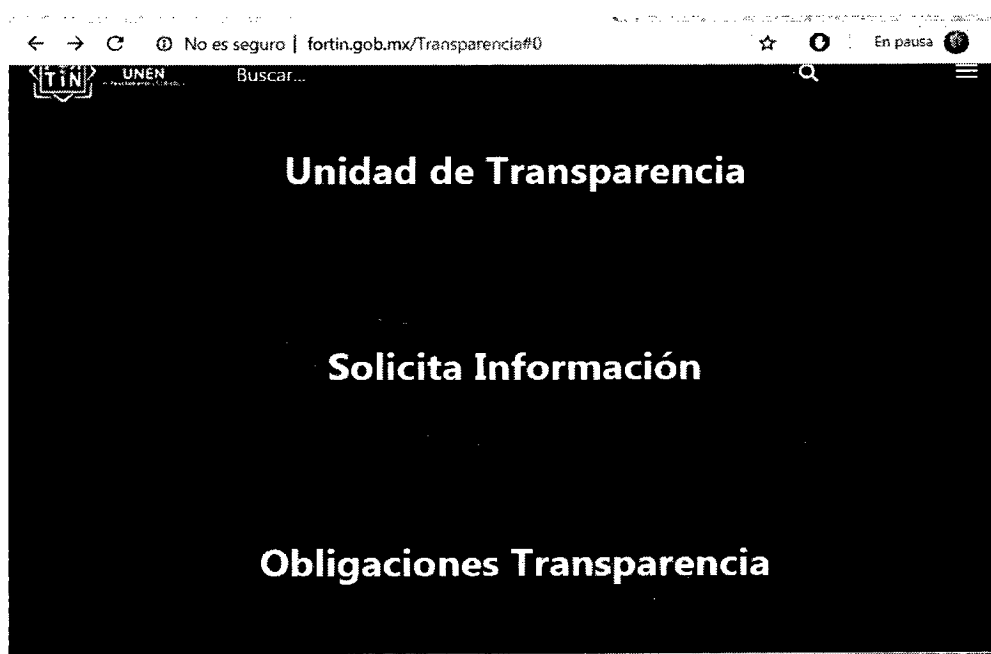 No es seguro | fortin.gob.mx/Transparencia#0 En pausa
TIN UNEN Buscar...
Unidad de Transparencia
Solicita Información
Obligaciones Transparencia